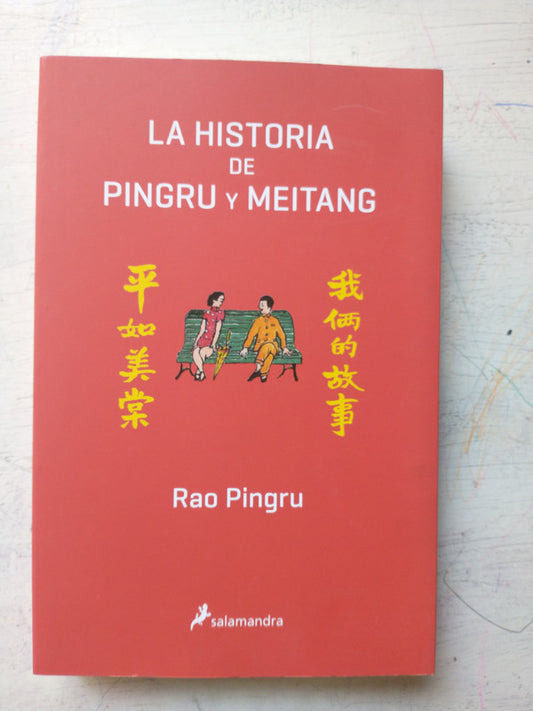 LA HISTORIA
DE
PINGRU Y MEITANG
平如美棠
我俩的故事
Rao Pingru
salamandra